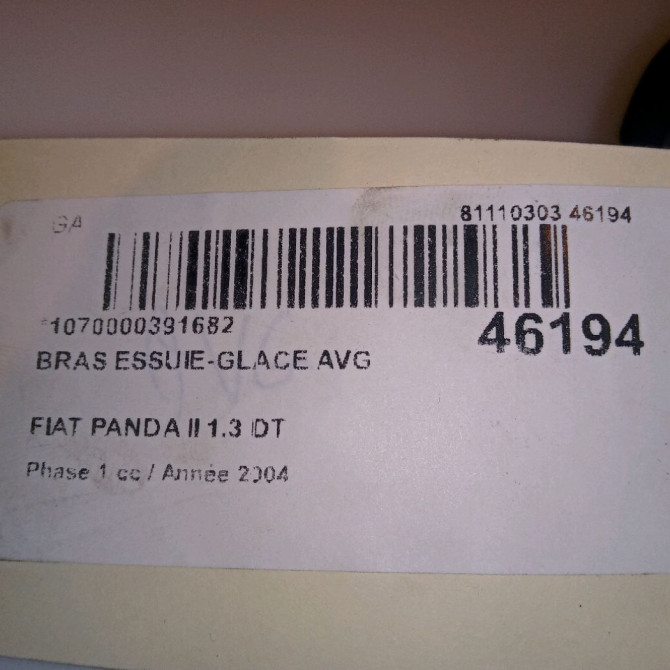 GA
81110303 46194
*1070000391682
46194
BRAS ESSUIE-GLACE AVG
FIAT PANDA II 1.3 DT
Phase 1 cc / Année 2004